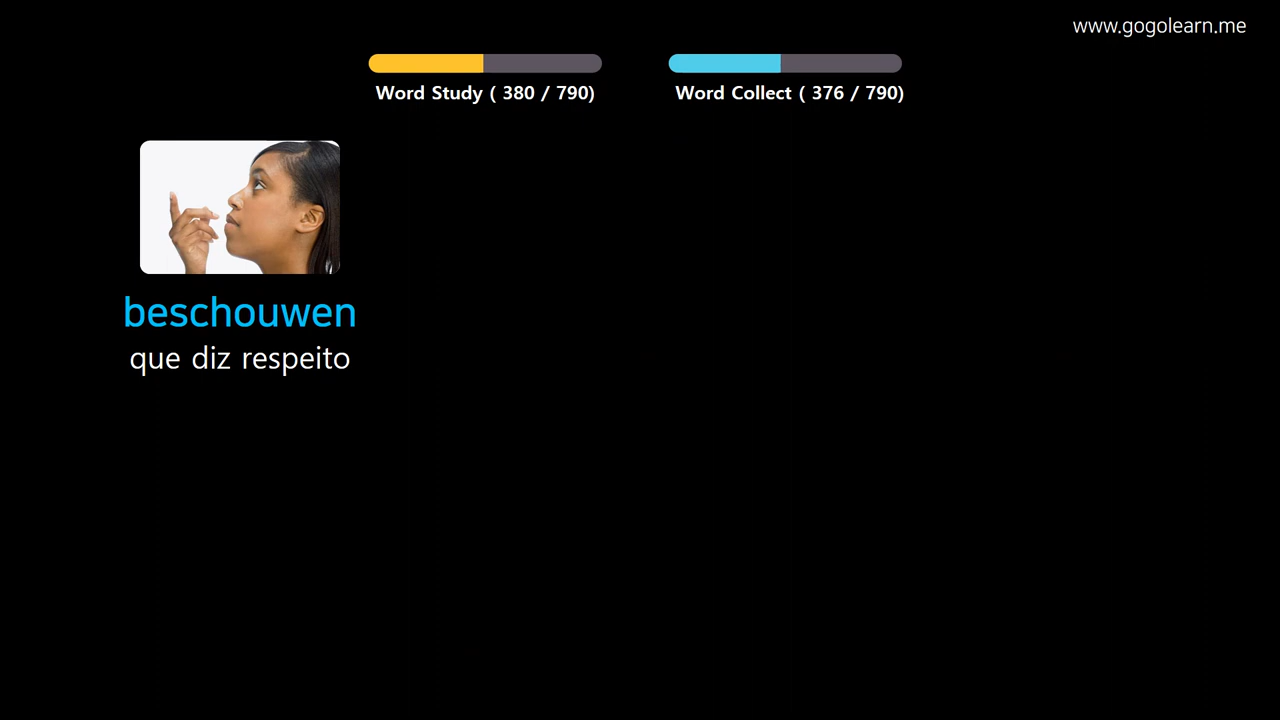 www.gogolearn.me
Word Study ( 380 / 790)
Word Collect ( 376 / 790)
beschouwen
que diz respeito